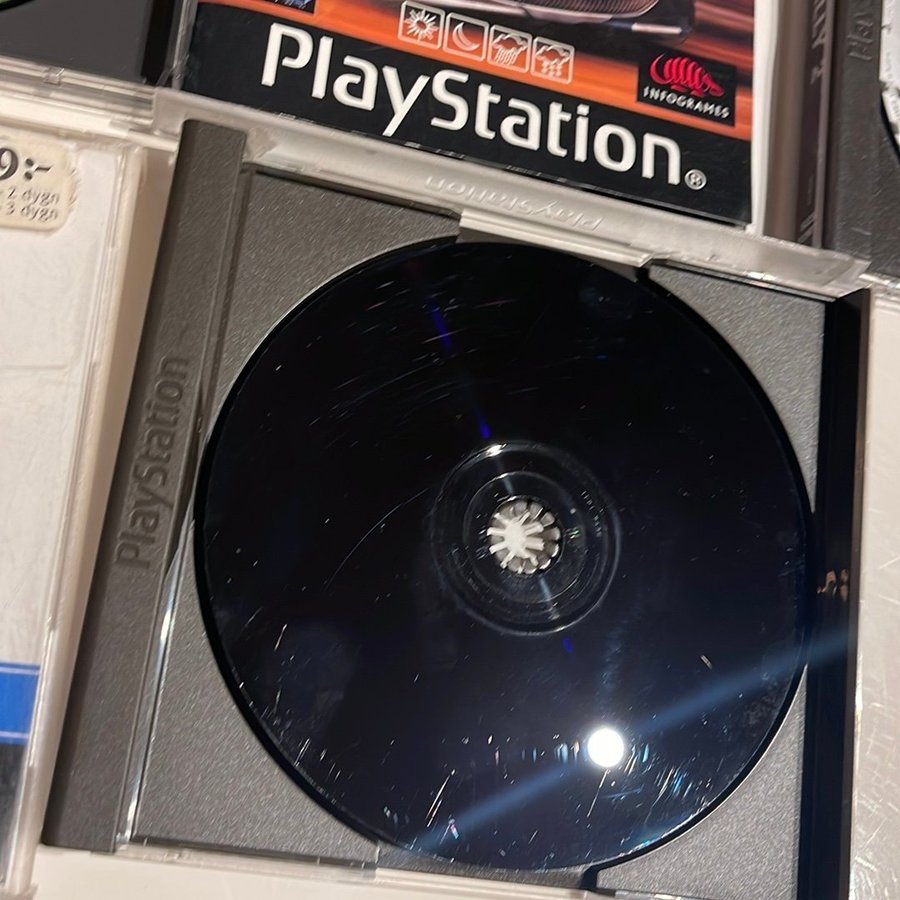 PlayStation®
INFOGRAMES
PlayStation
9:-
- 2 dygn
- 3 dygn
PlayStation